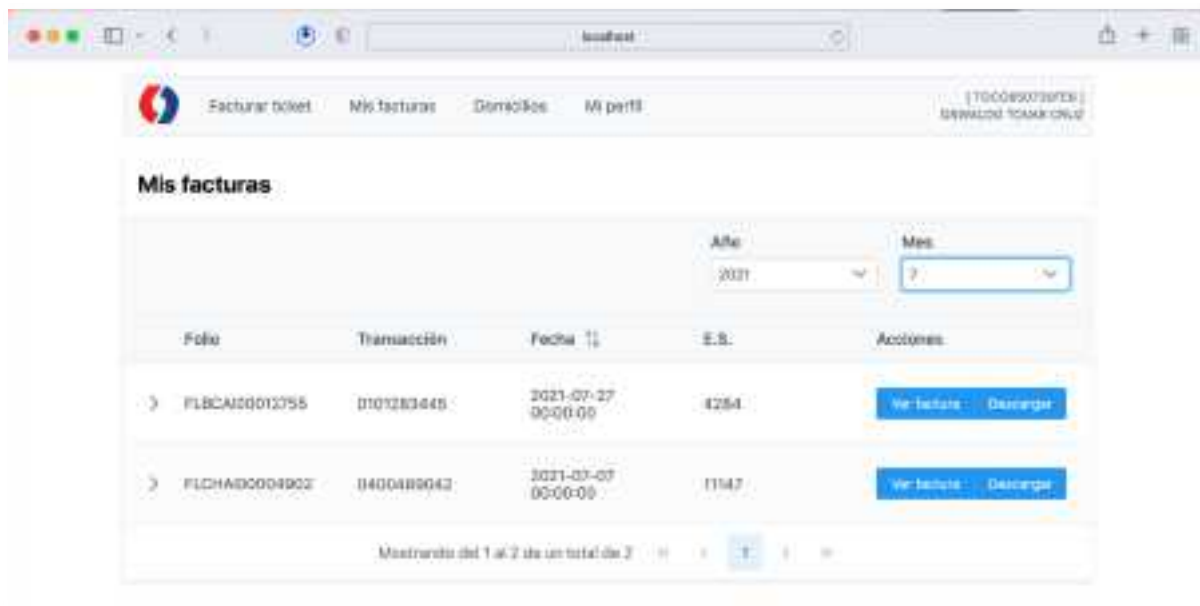 localhost
Facturar ticket Mis facturas Domicilios Mi perfil
Mis facturas
Año Mes
2021 7
Folio Transacción Fecha E.S. Acciones
2021-07-27
00:00:00
4284 Ver factura Descargar
2021-07-07
00:00:00
11147 Ver factura Descargar
Mostrando del 1 al 2 de un total de 2 1